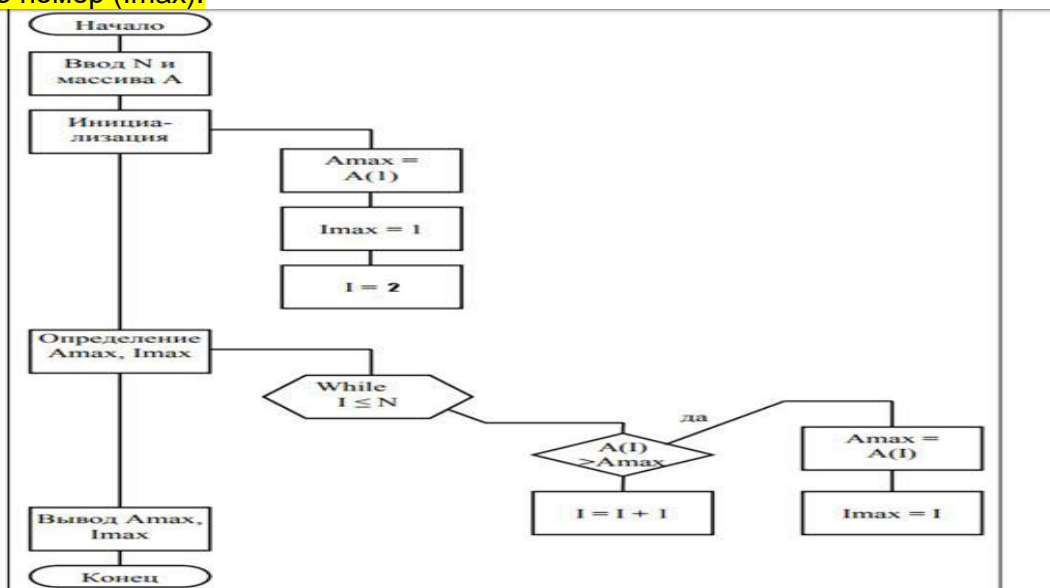 номер (Imax).
Начало
Ввод N и
массива A
Инициа-
лизация
Amax =
A(1)
Imax = 1
I = 2
Определение
Amax, Imax
While
I ≤ N
да
A(I)
>Amax
Amax =
A(I)
I = I + 1
Imax = I
Вывод Amax,
Imax
Конец